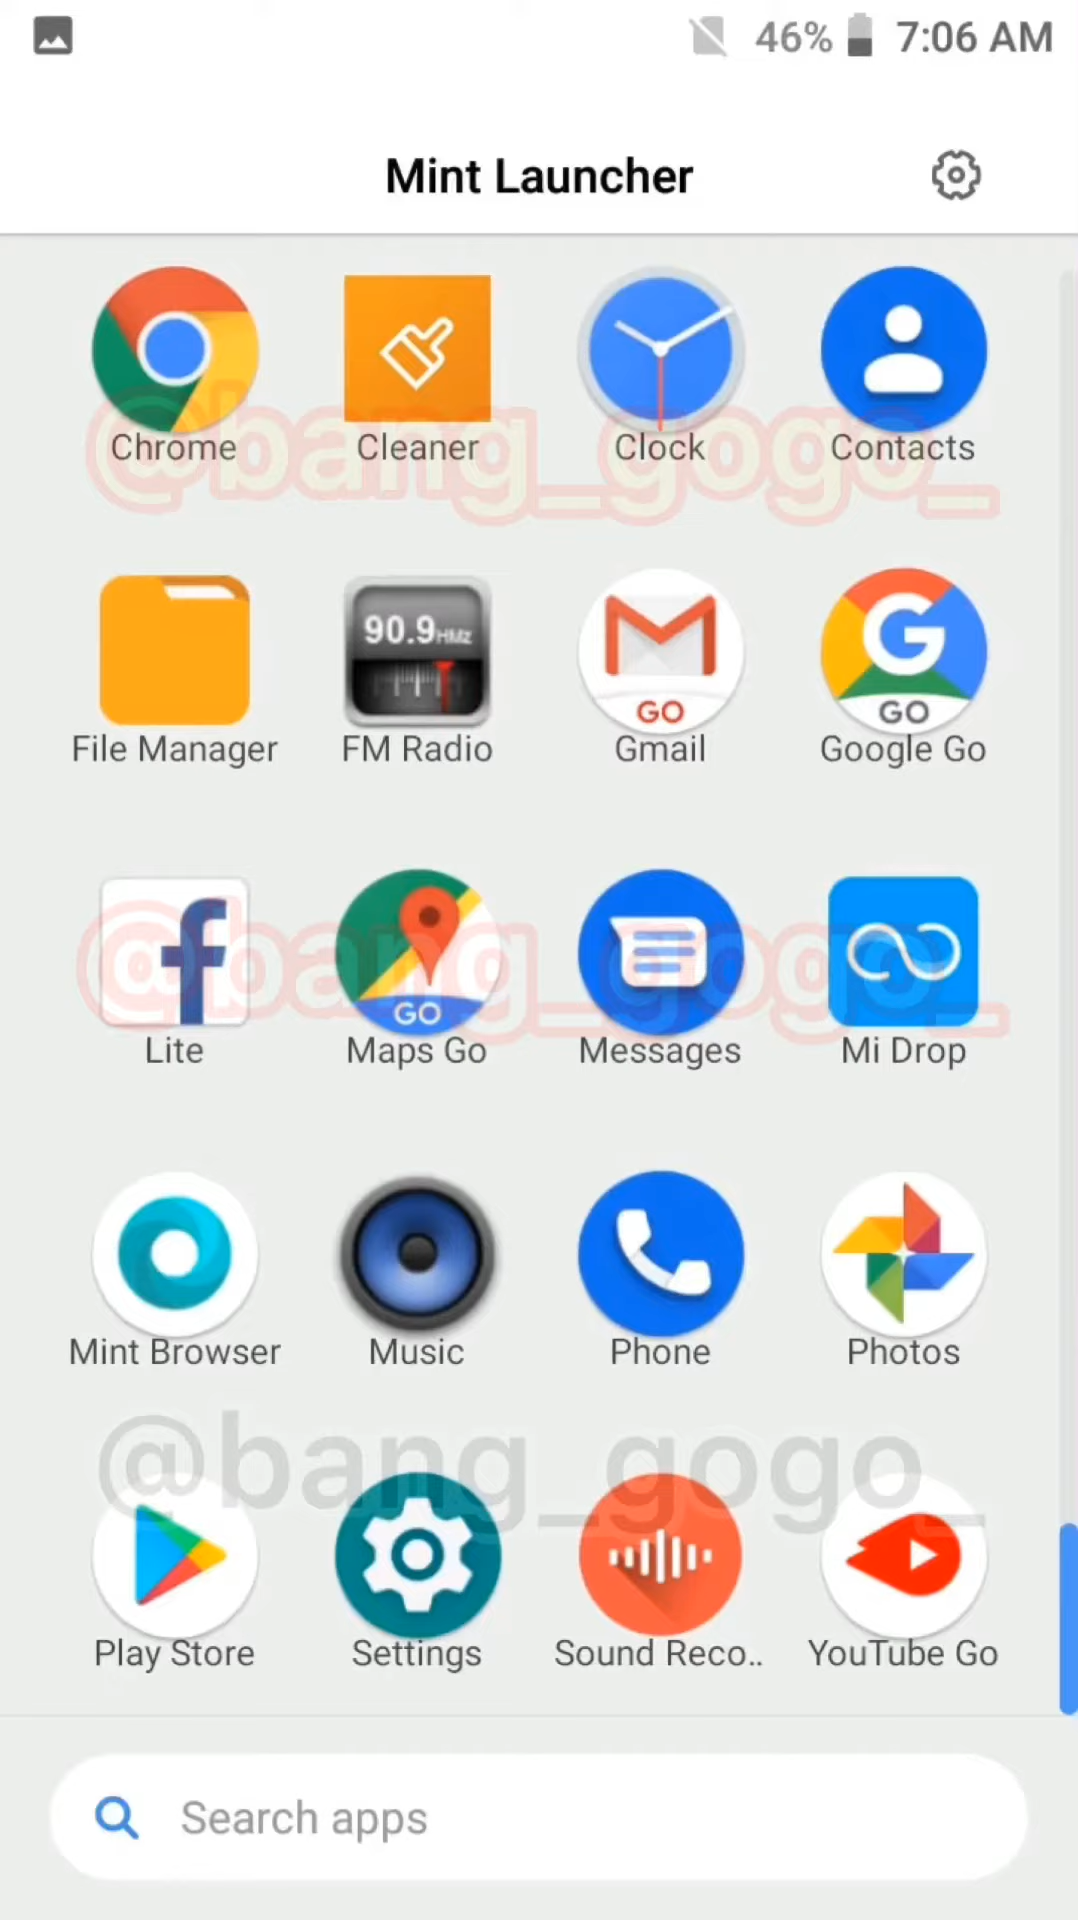 46% 7:06 AM
Mint Launcher
Chrome Cleaner Clock Contacts
@bang_gogo_
90.9HMz
GO GO
File Manager FM Radio Gmail Google Go
@bang_gogo_
GO
Lite Maps Go Messages Mi Drop
Mint Browser Music Phone Photos
@bang_gogo_
Play Store Settings Sound Reco.. YouTube Go
Search apps